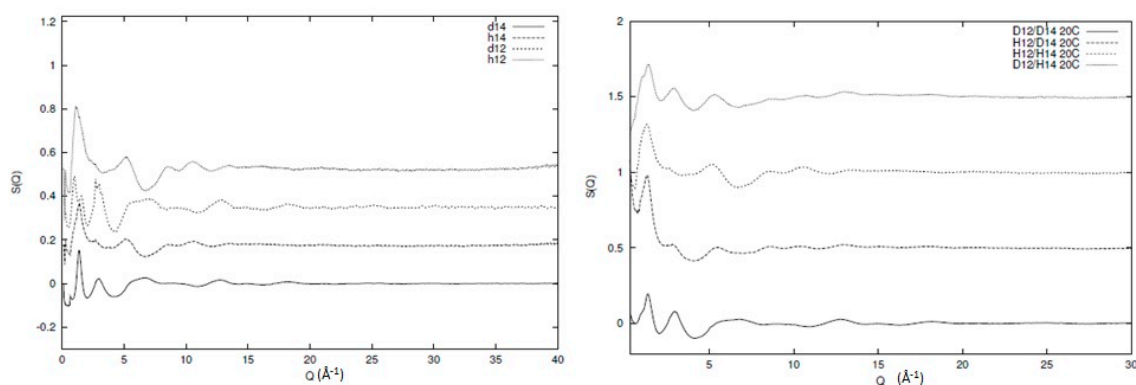 1.2
1
0.8
0.6
0.4
0.2
0
-0.2
S(Q)
d14
h14
d12
h12
0 5 10 15 20 25 30 35 40
Q (Å-1)
2
1.5
1
0.5
0
S(Q)
D12/D14 20C
H12/D14 20C
H12/H14 20C
D12/H14 20C
5 10 15 20 25 30
Q (Å-1)